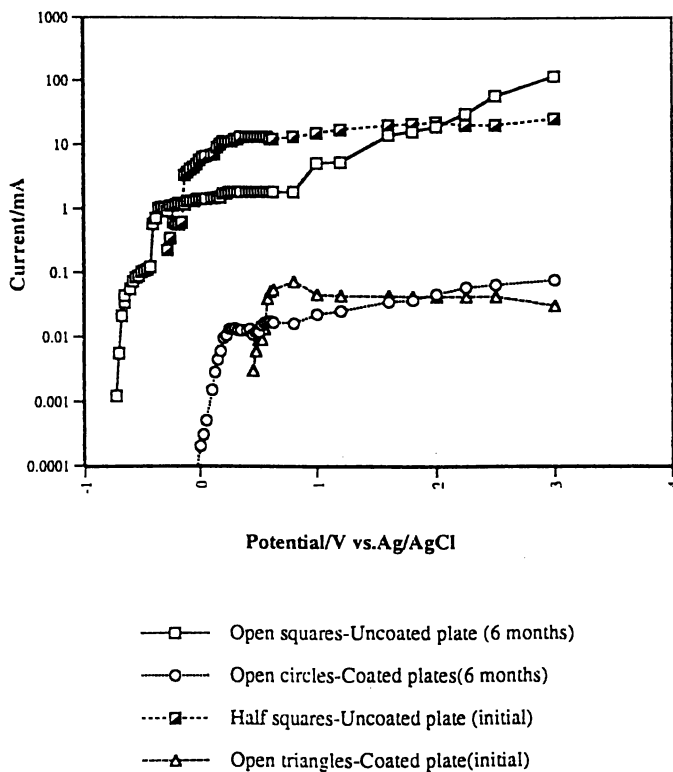 1000
100
10
1
0.1
0.01
0.001
0.0001
Current/mA
-1
0
1
2
3
4
Potential/V vs.Ag/AgCl
Open squares-Uncoated plate (6 months)
Open circles-Coated plates(6 months)
Half squares-Uncoated plate (initial)
Open triangles-Coated plate(initial)